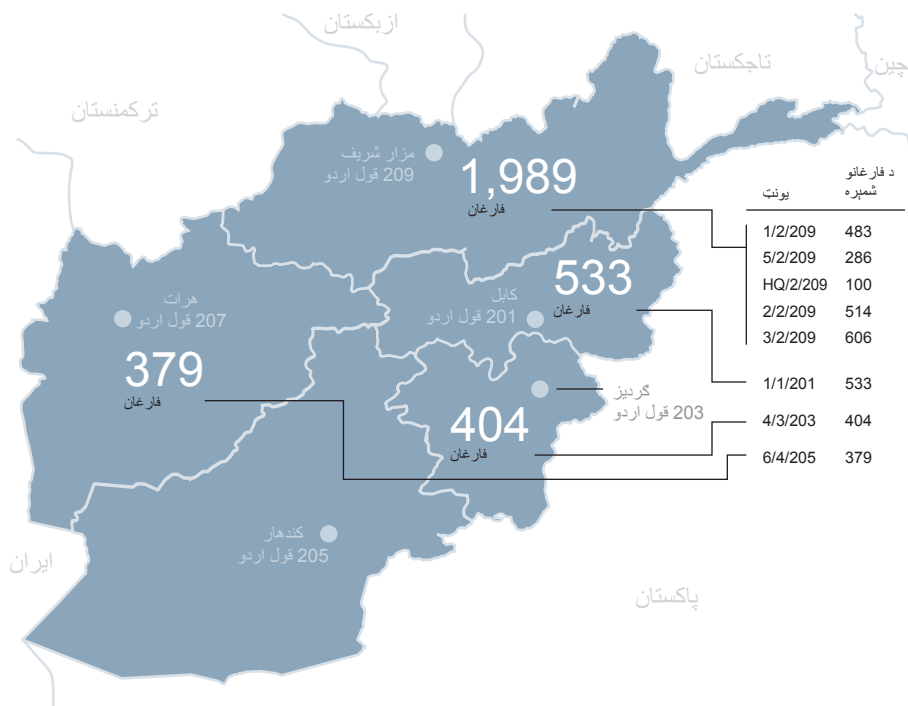 ازبکستان
تاجکستان
چین
ترکمنستان
مزار شریف
209 قول اردو
1,989
فارغان
کابل
201 قول اردو
533
فارغان
هرات
207 قول اردو
379
فارغان
ګردیز
203 قول اردو
404
فارغان
کندهار
205 قول اردو
ایران
پاکستان
یونټ د فارغانو شمېره
1/2/209 483
5/2/209 286
HQ/2/209 100
2/2/209 514
3/2/209 606
1/1/201 533
4/3/203 404
6/4/205 379